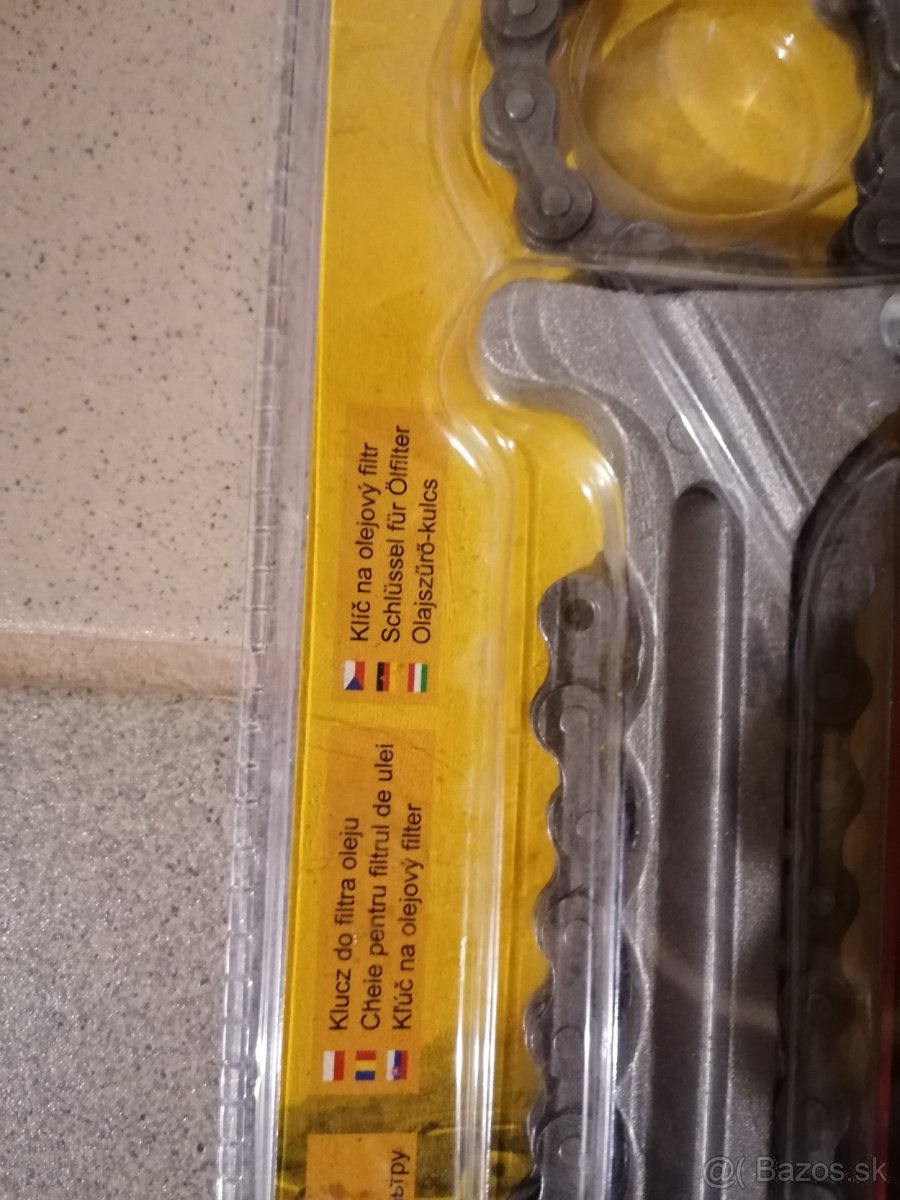 Klucz do filtra oleju
Cheie pentru filtrul de ulei
Kľúč na olejový filter
Klíč na olejový filtr
Schlüssel für Ölfilter
Olajszűrő-kulcs
@( Bazos.sk